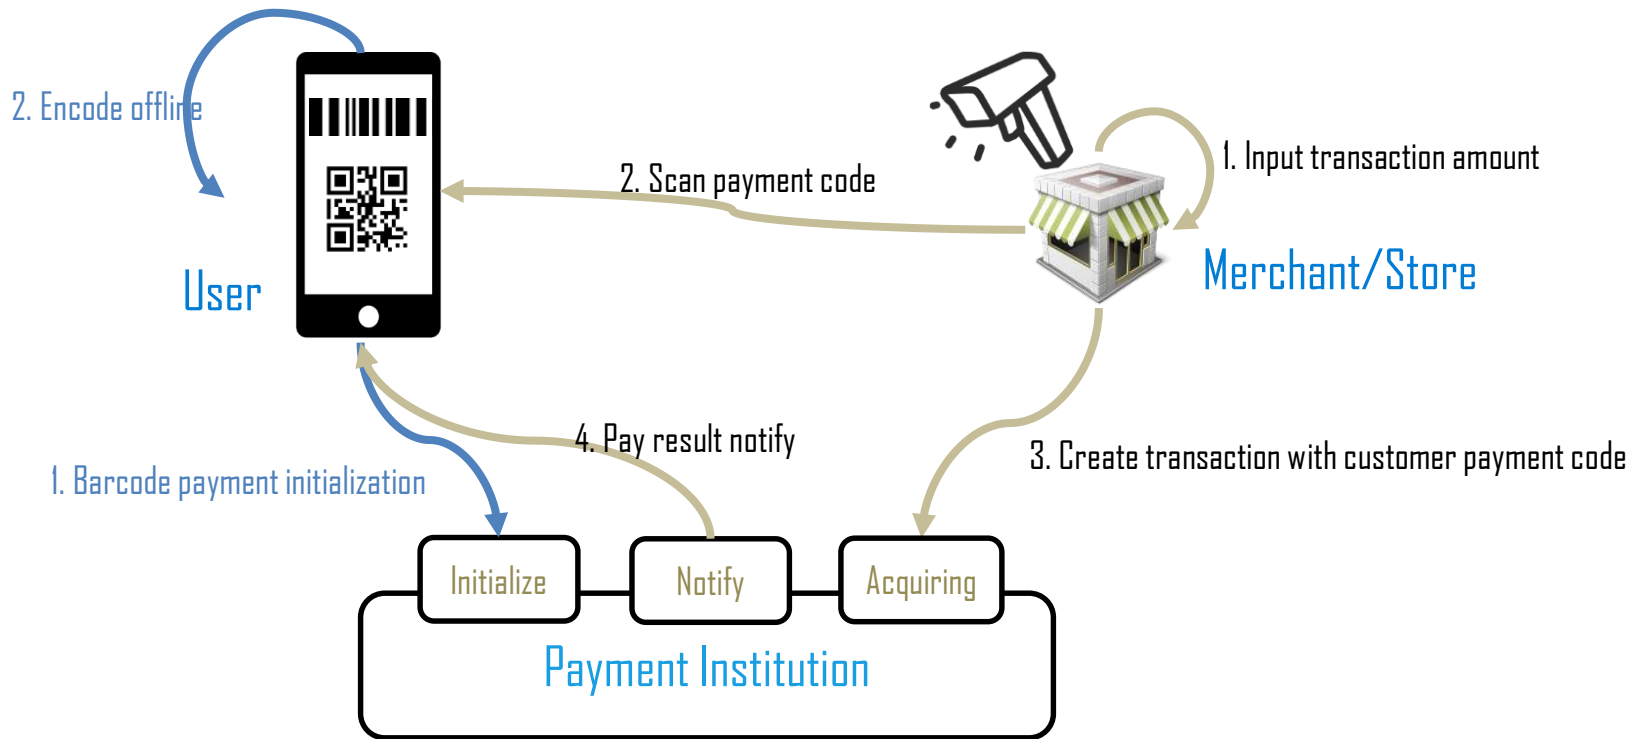 2. Encode offline
1. Input transaction amount
2. Scan payment code
User
Merchant/Store
4. Pay result notify
3. Create transaction with customer payment code
1. Barcode payment initialization
Initialize
Notify
Acquiring
Payment Institution